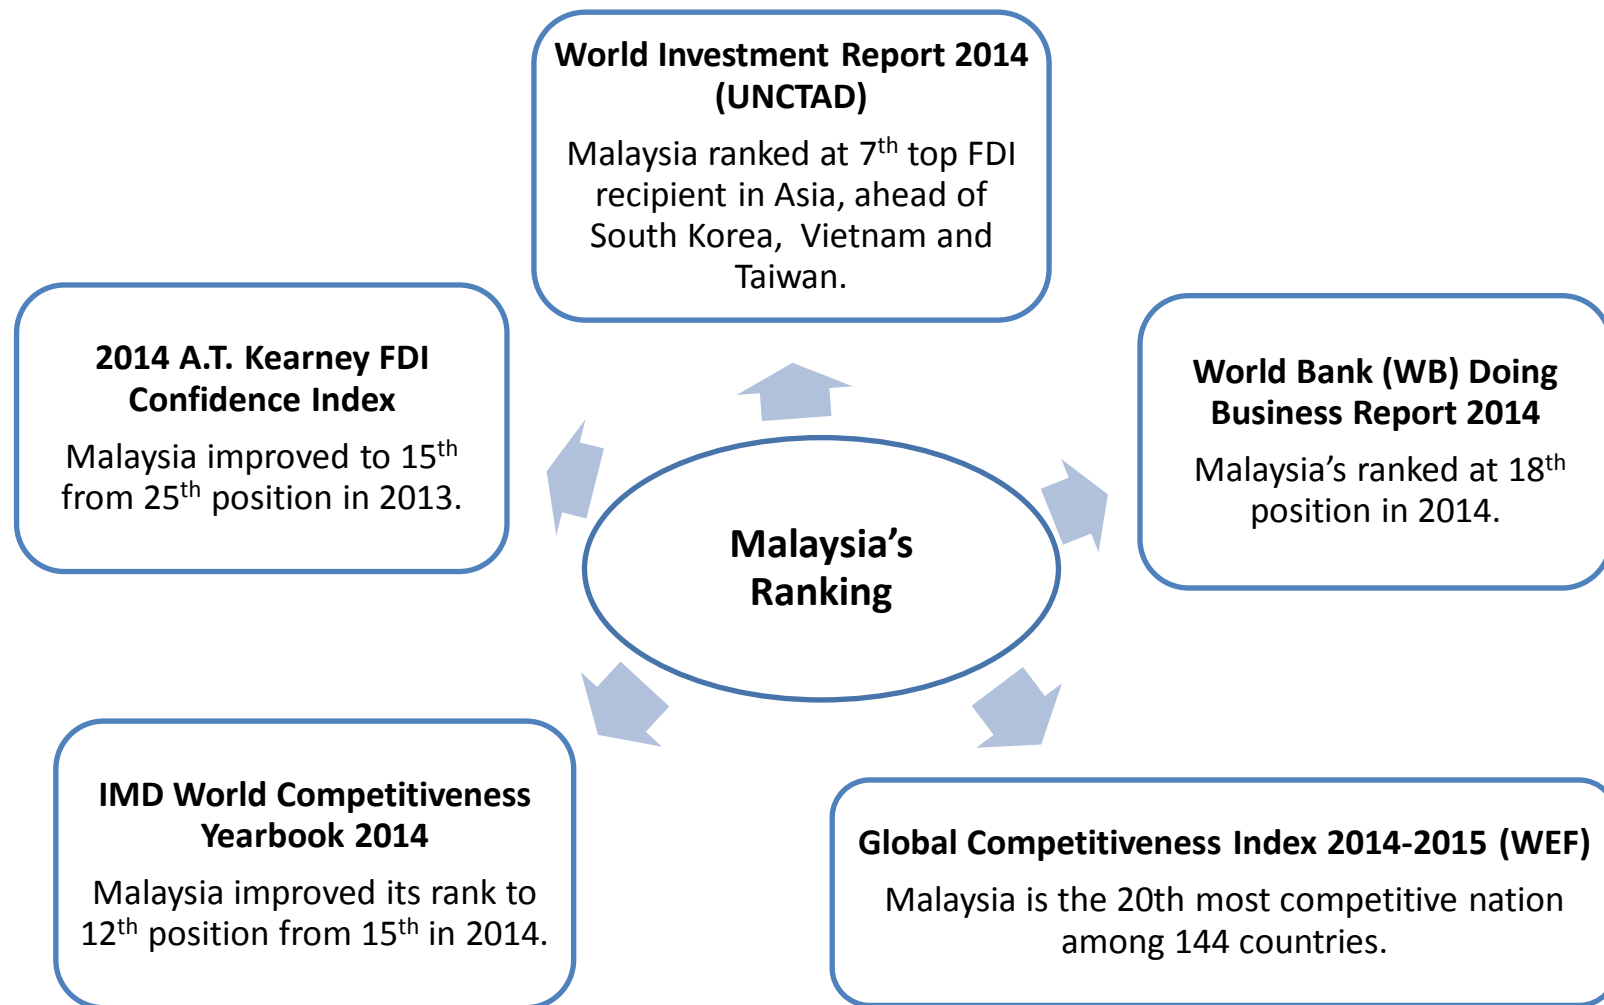 World Investment Report 2014
(UNCTAD)
Malaysia ranked at 7th top FDI
recipient in Asia, ahead of
South Korea,  Vietnam and
Taiwan.
2014 A.T. Kearney FDI
Confidence Index
Malaysia improved to 15th
from 25th position in 2013.
World Bank (WB) Doing
Business Report 2014
Malaysia’s ranked at 18th
position in 2014.
Malaysia’s
Ranking
IMD World Competitiveness
Yearbook 2014
Malaysia improved its rank to
12th position from 15th in 2014.
Global Competitiveness Index 2014-2015 (WEF)
Malaysia is the 20th most competitive nation
among 144 countries.